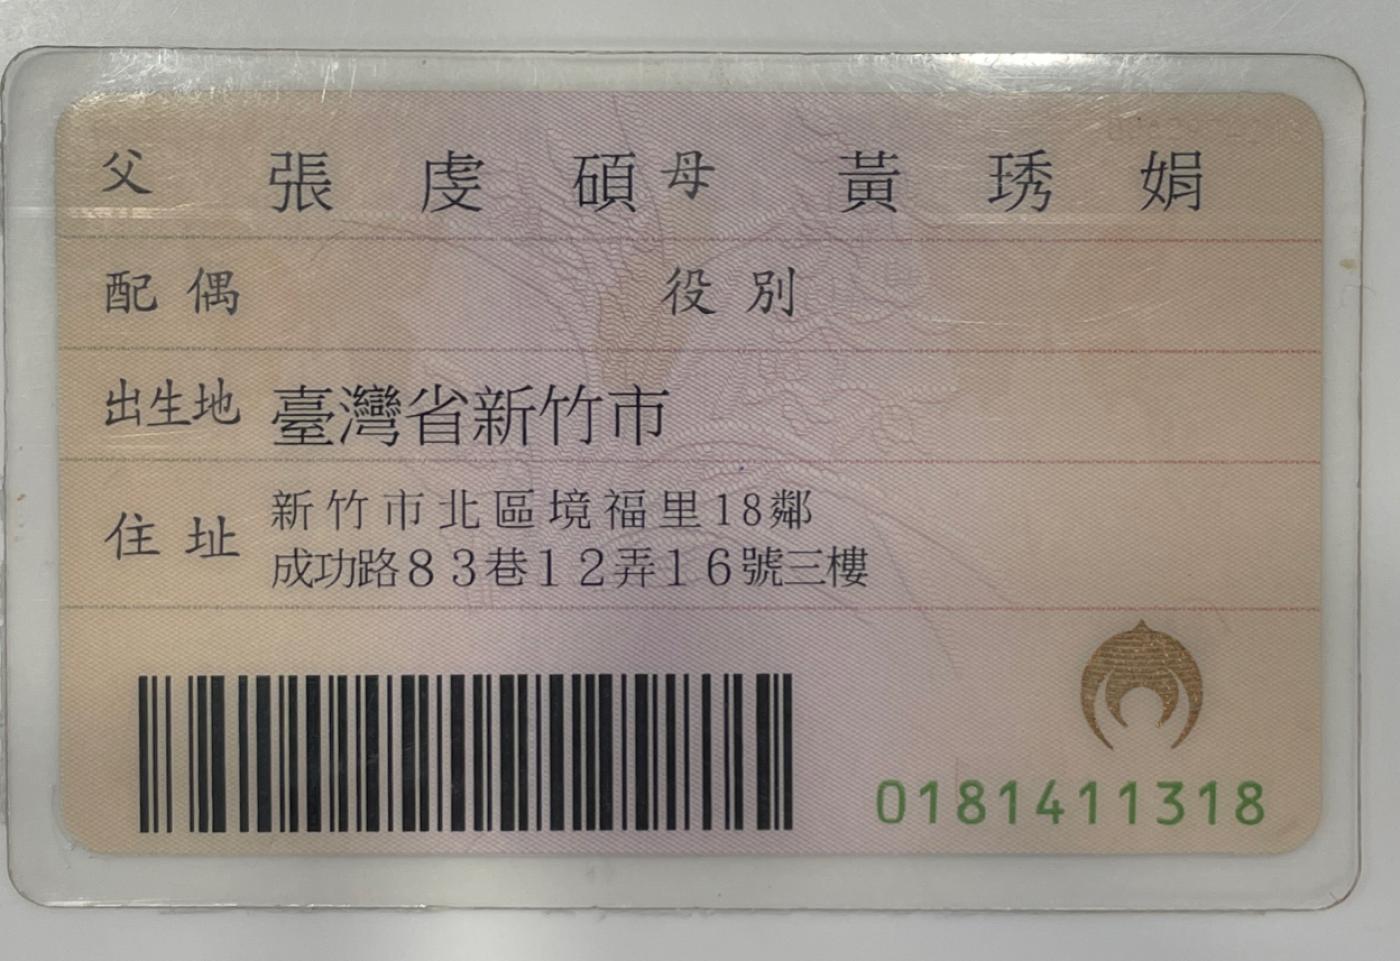 父 張虔碩 母 黃琇娟
配偶 役別
出生地 臺灣省新竹市
住址 新竹市北區境福里18鄰
成功路83巷12弄16號三樓
0181411318